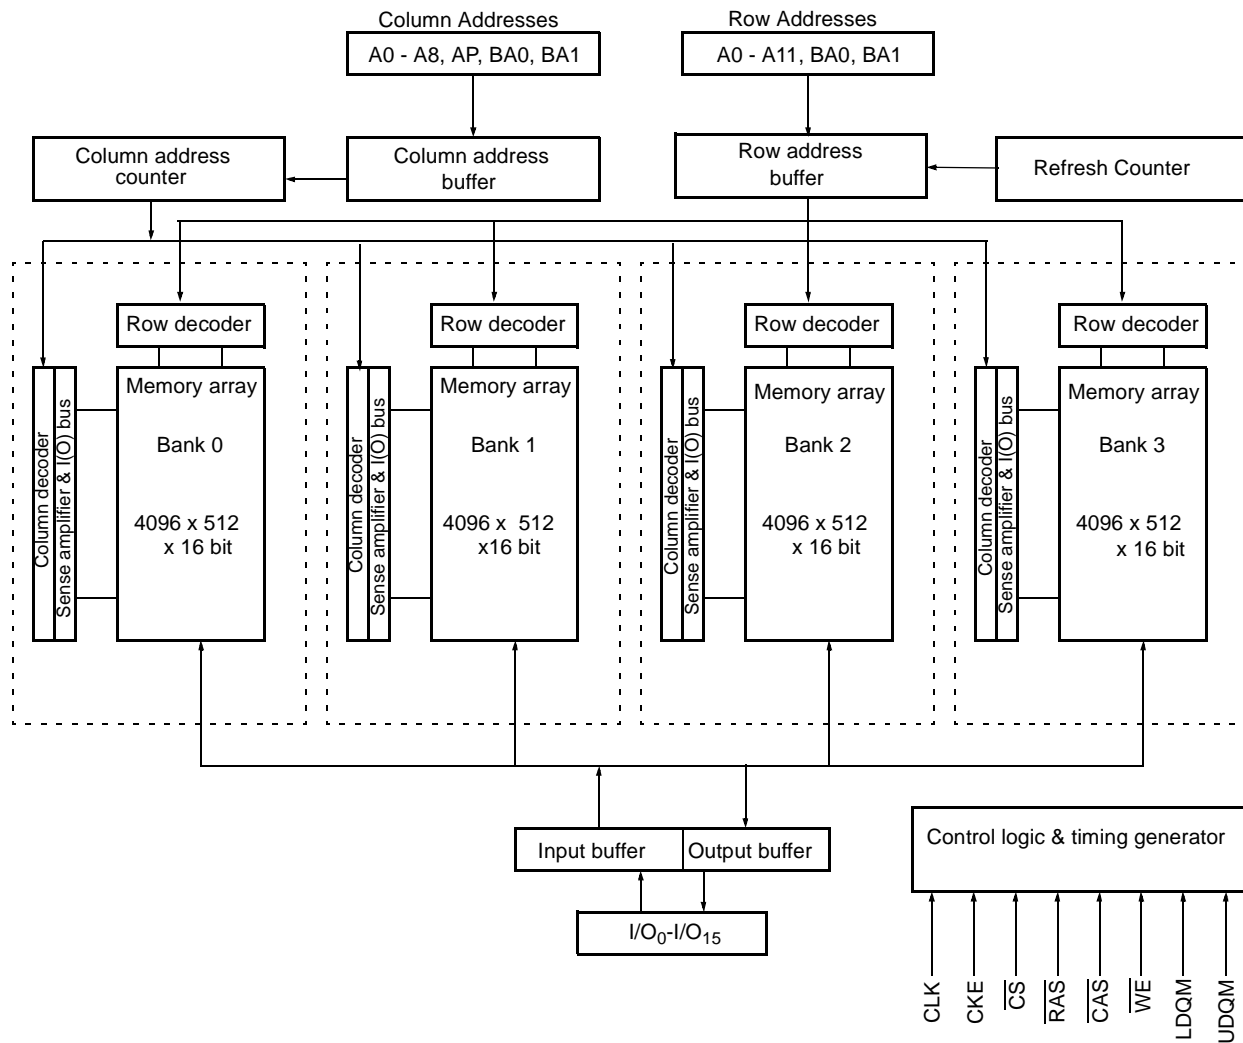 Column Addresses
Row Addresses
A0 - A8, AP, BA0, BA1
A0 - A11, BA0, BA1
Column address
counter
Column address
buffer
Row address
buffer
Refresh Counter
Row decoder
Row decoder
Row decoder
Row decoder
Column decoder
Sense amplifier & I(O) bus
Memory array
Bank 0
4096 x 512
x 16 bit
Column decoder
Sense amplifier & I(O) bus
Memory array
Bank 1
4096 x  512
x16 bit
Column decoder
Sense amplifier & I(O) bus
Memory array
Bank 2
4096 x 512
x 16 bit
Column decoder
Sense amplifier & I(O) bus
Memory array
Bank 3
4096 x 512
x 16 bit
Input buffer
Output buffer
I/O₀-I/O₁₅
Control logic & timing generator
CLK
CKE
C̅S̅
R̅A̅S̅
C̅A̅S̅
W̅E̅
LDQM
UDQM